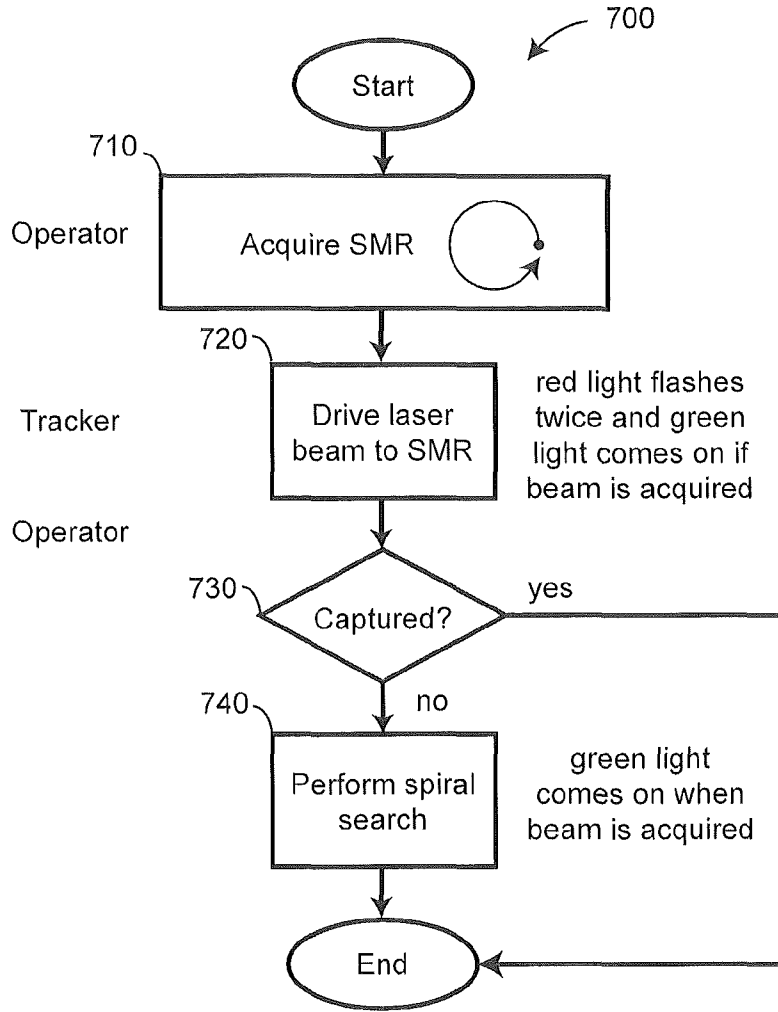 700
Start
710
Operator
Acquire SMR
720
Tracker
Drive laser
beam to SMR
red light flashes
twice and green
light comes on if
beam is acquired
Operator
730
Captured?
yes
no
740
Perform spiral
search
green light
comes on when
beam is acquired
End